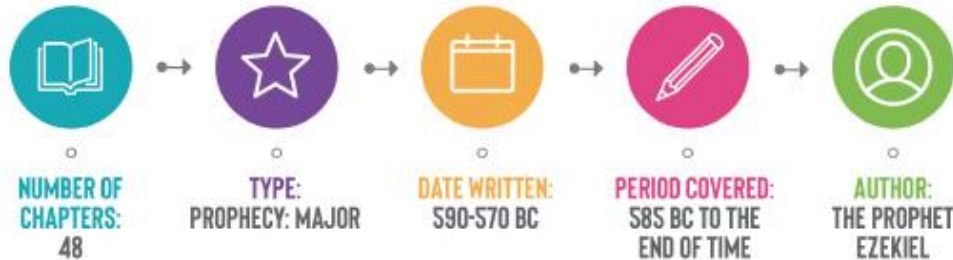 NUMBER OF
CHAPTERS:
48
TYPE:
PROPHECY: MAJOR
DATE WRITTEN:
590-570 BC
PERIOD COVERED:
585 BC TO THE
END OF TIME
AUTHOR:
THE PROPHET
EZEKIEL